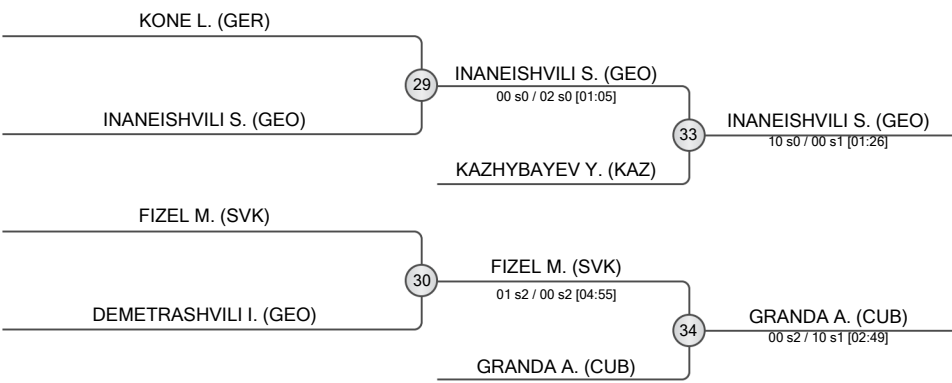 KONE L. (GER)
29
INANEISHVILI S. (GEO)
00 s0 / 02 s0 [01:05]
INANEISHVILI S. (GEO)
33
INANEISHVILI S. (GEO)
10 s0 / 00 s1 [01:26]
KAZHYBAYEV Y. (KAZ)
FIZEL M. (SVK)
30
FIZEL M. (SVK)
01 s2 / 00 s2 [04:55]
DEMETRASHVILI I. (GEO)
34
GRANDA A. (CUB)
00 s2 / 10 s1 [02:49]
GRANDA A. (CUB)